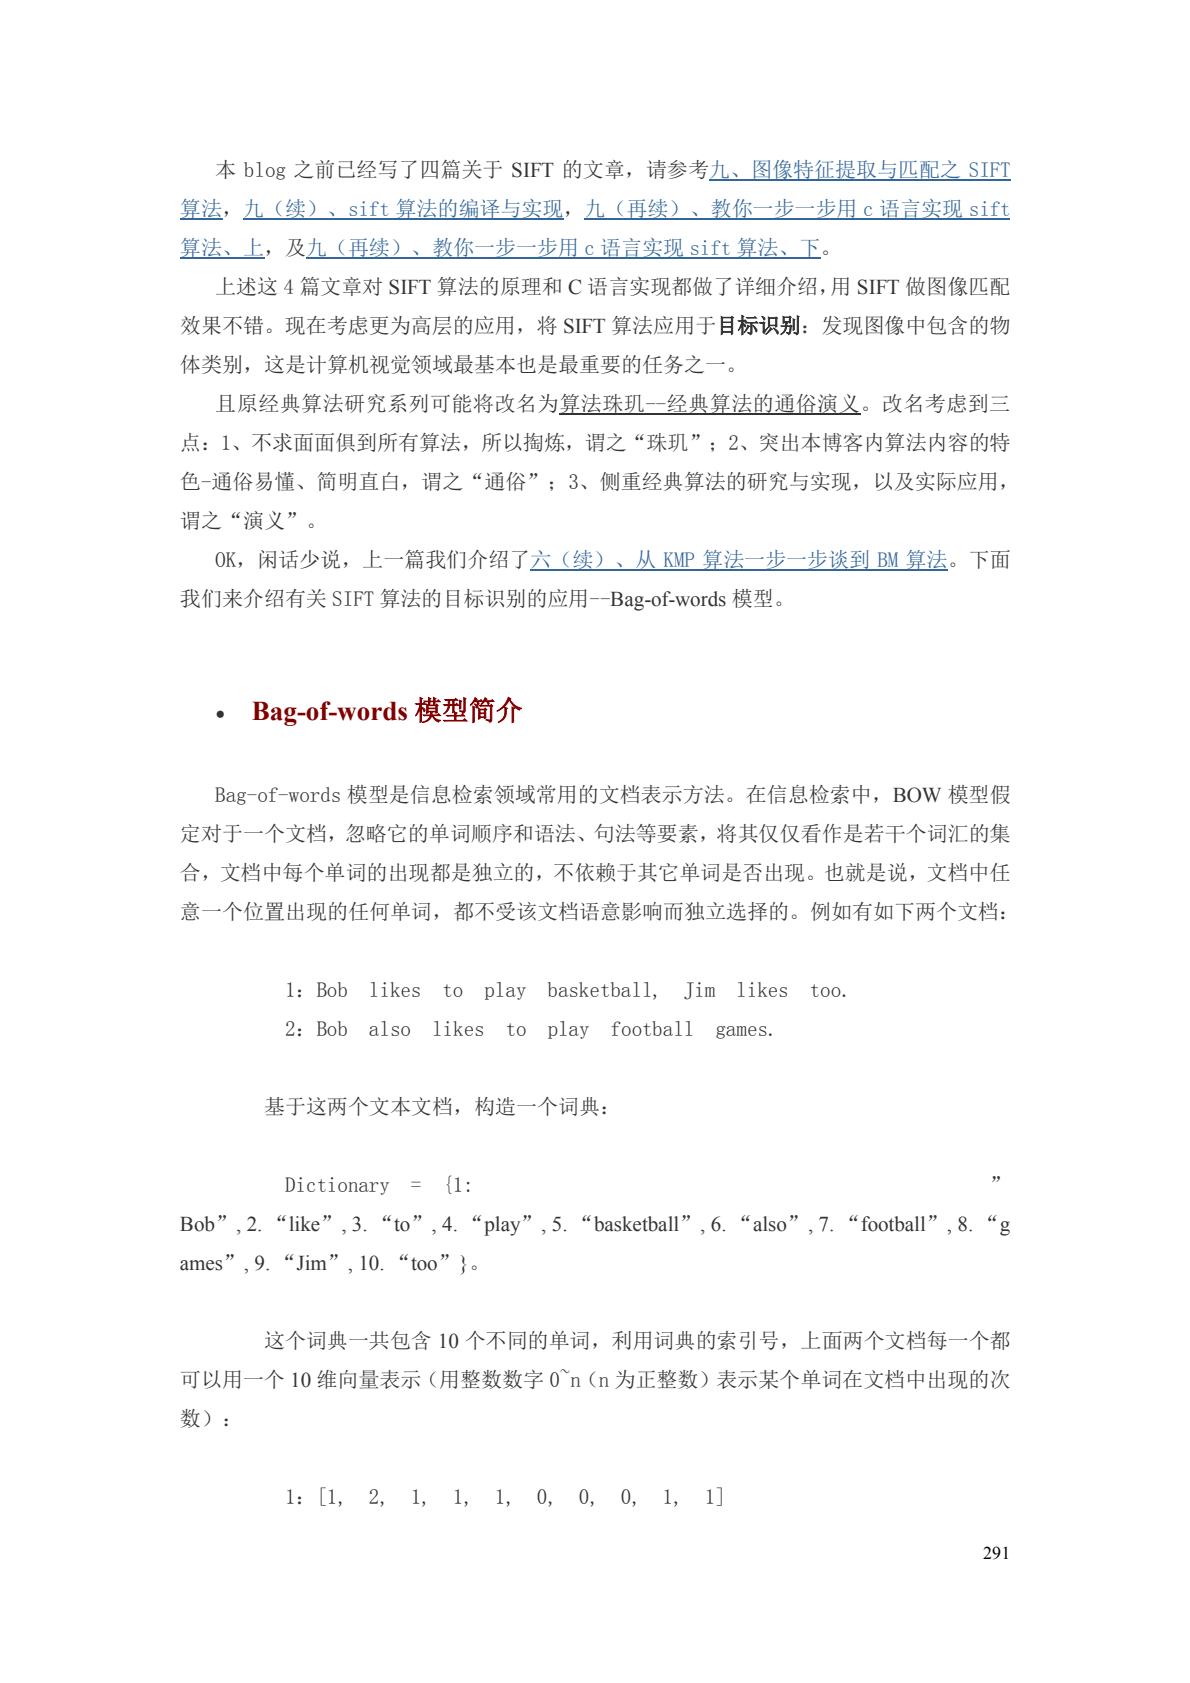 本 blog 之前已经写了四篇关于 SIFT 的文章，请参考九、图像特征提取与匹配之 SIFT
算法，九（续）、sift 算法的编译与实现，九（再续）、教你一步一步用 c 语言实现 sift
算法、上，及九（再续）、教你一步一步用 c 语言实现 sift 算法、下。
上述这 4 篇文章对 SIFT 算法的原理和 C 语言实现都做了详细介绍，用 SIFT 做图像匹配
效果不错。现在考虑更为高层的应用，将 SIFT 算法应用于目标识别：发现图像中包含的物
体类别，这是计算机视觉领域最基本也是最重要的任务之一。
且原经典算法研究系列可能将改名为算法珠玑--经典算法的通俗演义。改名考虑到三
点：1、不求面面俱到所有算法，所以掏炼，谓之“珠玑”；2、突出本博客内算法内容的特
色-通俗易懂、简明直白，谓之“通俗”；3、侧重经典算法的研究与实现，以及实际应用，
谓之“演义”。
OK，闲话少说，上一篇我们介绍了六（续）、从 KMP 算法一步一步谈到 BM 算法。下面
我们来介绍有关 SIFT 算法的目标识别的应用--Bag-of-words 模型。
• Bag-of-words 模型简介
Bag-of-words 模型是信息检索领域常用的文档表示方法。在信息检索中，BOW 模型假
定对于一个文档，忽略它的单词顺序和语法、句法等要素，将其仅仅看作是若干个词汇的集
合，文档中每个单词的出现都是独立的，不依赖于其它单词是否出现。也就是说，文档中任
意一个位置出现的任何单词，都不受该文档语意影响而独立选择的。例如有如下两个文档：
1：Bob likes to play basketball, Jim likes too.
2：Bob also likes to play football games.
基于这两个文本文档，构造一个词典：
Dictionary = {1: ”
Bob”, 2. “like”, 3. “to”, 4. “play”, 5. “basketball”, 6. “also”, 7. “football”, 8. “g
ames”, 9. “Jim”, 10. “too”}。
这个词典一共包含 10 个不同的单词，利用词典的索引号，上面两个文档每一个都
可以用一个 10 维向量表示（用整数数字 0~n（n 为正整数）表示某个单词在文档中出现的次
数）：
1：[1, 2, 1, 1, 1, 0, 0, 0, 1, 1]
291